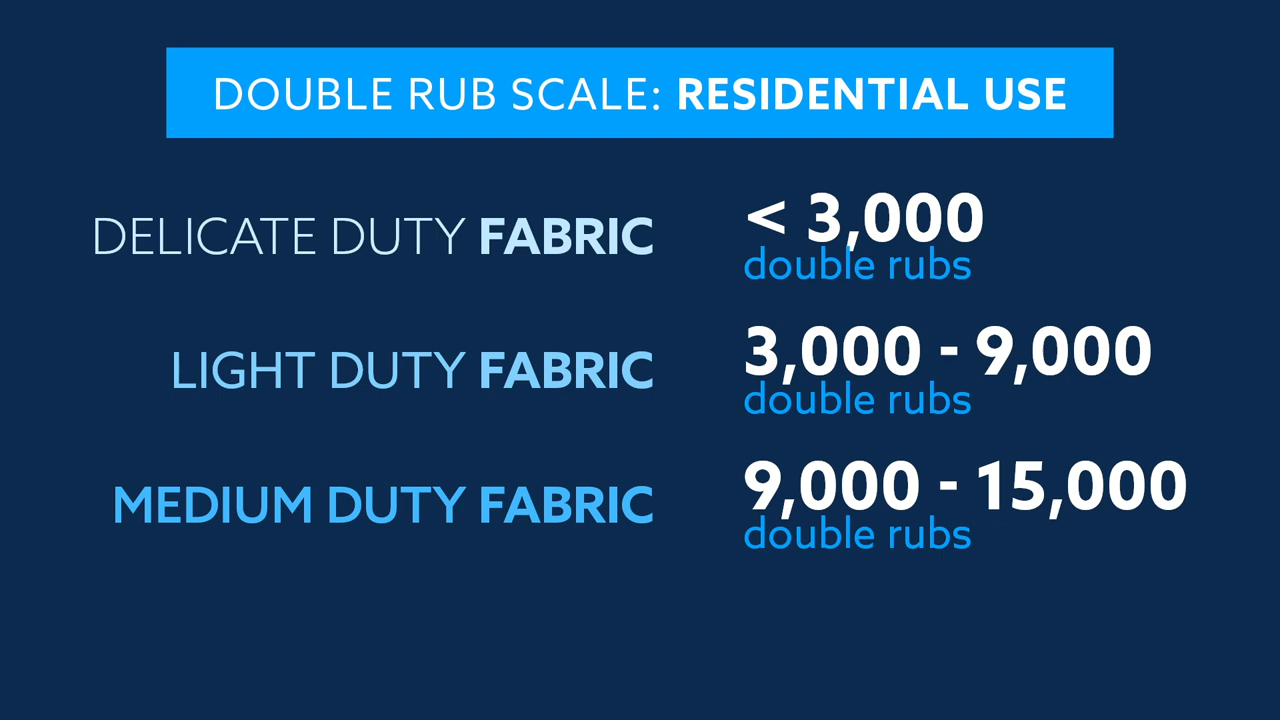 DOUBLE RUB SCALE: RESIDENTIAL USE
DELICATE DUTY FABRIC
< 3,000
double rubs
LIGHT DUTY FABRIC
3,000 - 9,000
double rubs
MEDIUM DUTY FABRIC
9,000 - 15,000
double rubs